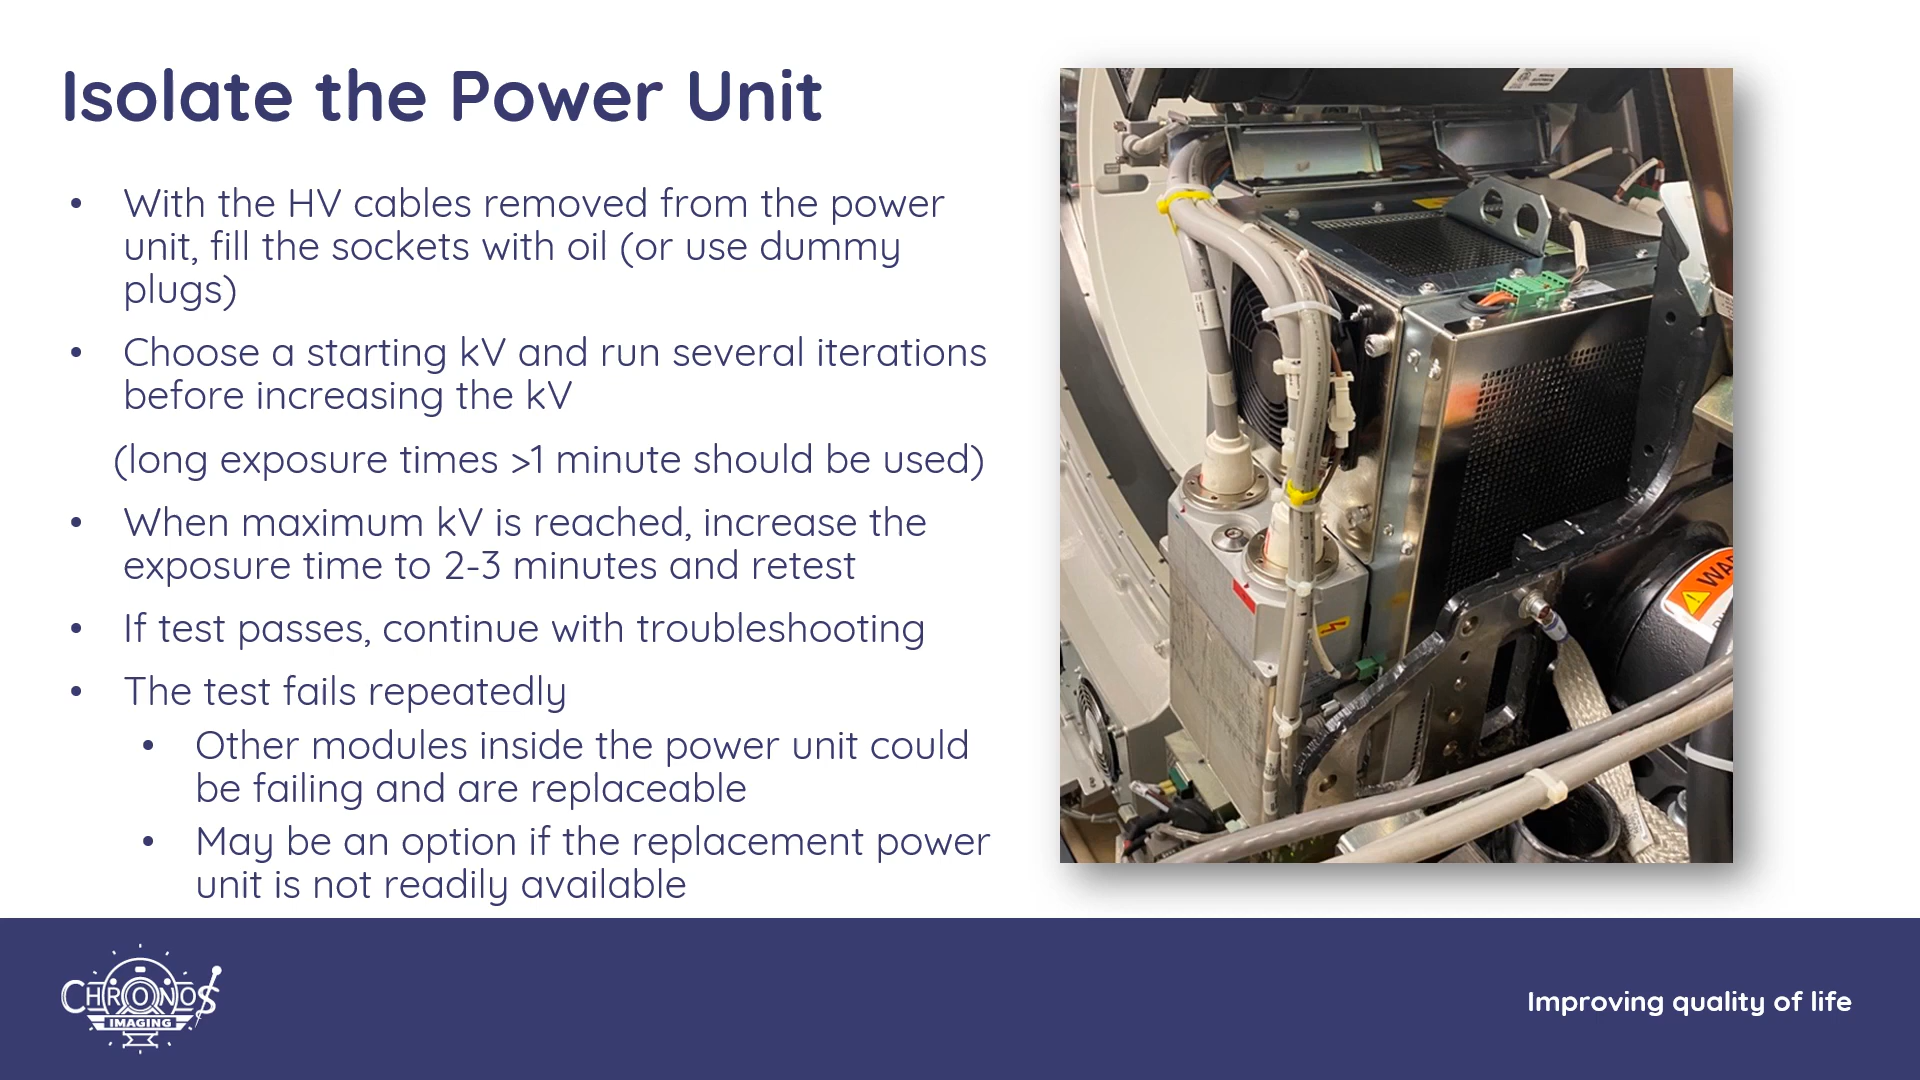 Isolate the Power Unit
• With the HV cables removed from the power
unit, fill the sockets with oil (or use dummy
plugs)
• Choose a starting kV and run several iterations
before increasing the kV
(long exposure times >1 minute should be used)
• When maximum kV is reached, increase the
exposure time to 2-3 minutes and retest
• If test passes, continue with troubleshooting
• The test fails repeatedly
• Other modules inside the power unit could
be failing and are replaceable
• May be an option if the replacement power
unit is not readily available
CHRONOS
IMAGING
Improving quality of life